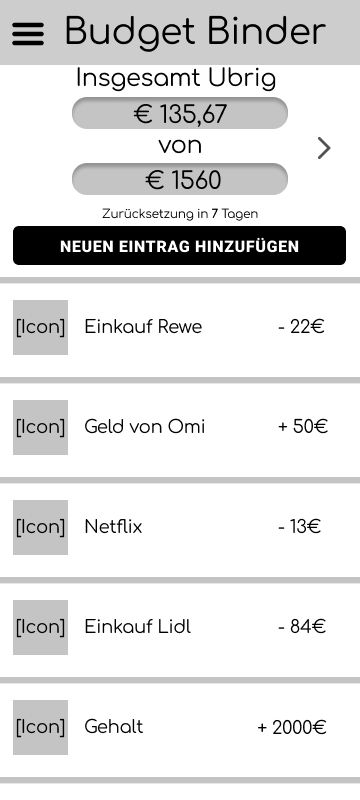 Budget Binder
Insgesamt Übrig
€ 135,67
von
€ 1560
Zurücksetzung in 7 Tagen
NEUEN EINTRAG HINZUFÜGEN
[Icon] Einkauf Rewe - 22€
[Icon] Geld von Omi + 50€
[Icon] Netflix - 13€
[Icon] Einkauf Lidl - 84€
[Icon] Gehalt + 2000€